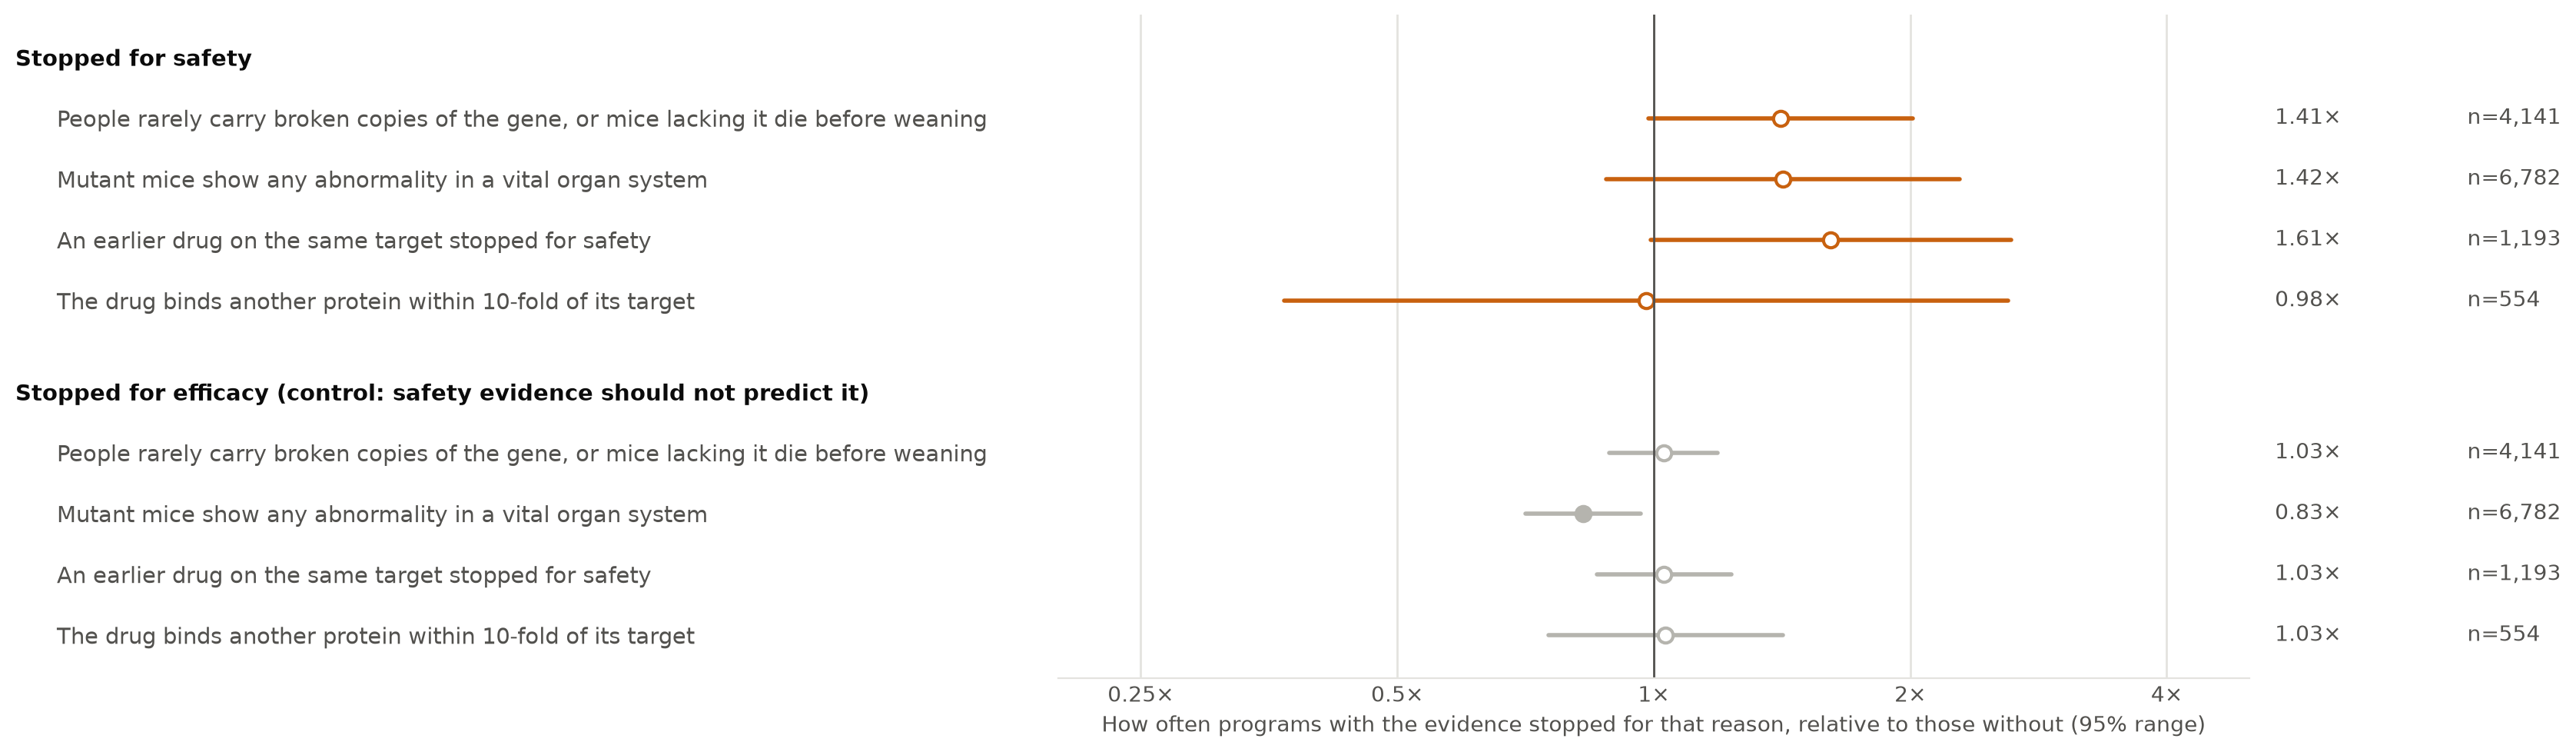 Stopped for safety
People rarely carry broken copies of the gene, or mice lacking it die before weaning 1.41× n=4,141
Mutant mice show any abnormality in a vital organ system 1.42× n=6,782
An earlier drug on the same target stopped for safety 1.61× n=1,193
The drug binds another protein within 10-fold of its target 0.98× n=554
Stopped for efficacy (control: safety evidence should not predict it)
People rarely carry broken copies of the gene, or mice lacking it die before weaning 1.03× n=4,141
Mutant mice show any abnormality in a vital organ system 0.83× n=6,782
An earlier drug on the same target stopped for safety 1.03× n=1,193
The drug binds another protein within 10-fold of its target 1.03× n=554
0.25× 0.5× 1× 2× 4×
How often programs with the evidence stopped for that reason, relative to those without (95% range)